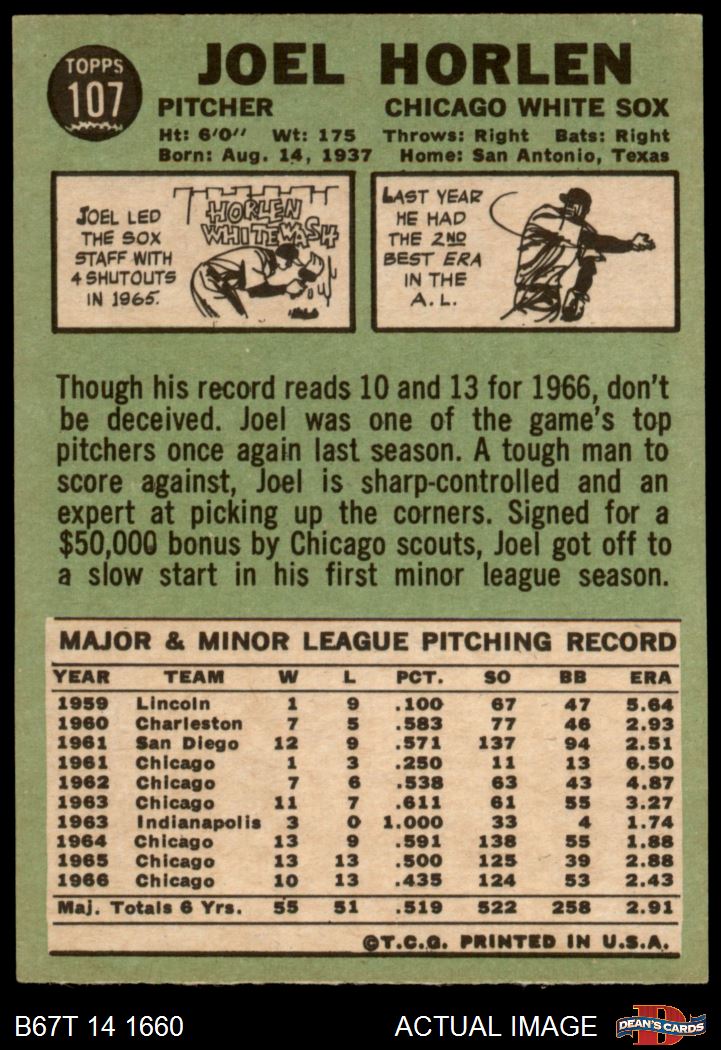 TOPPS
107
JOEL HORLEN
PITCHER CHICAGO WHITE SOX
Ht: 6'0" Wt: 175 Throws: Right Bats: Right
Born: Aug. 14, 1937 Home: San Antonio, Texas
JOEL LED
THE SOX
STAFF WITH
4 SHUTOUTS
IN 1965.
HORLEN
WHITEWASH
LAST YEAR
HE HAD
THE 2ND
BEST ERA
IN THE
A.L.
Though his record reads 10 and 13 for 1966, don't
be deceived. Joel was one of the game's top
pitchers once again last season. A tough man to
score against, Joel is sharp-controlled and an
expert at picking up the corners. Signed for a
$50,000 bonus by Chicago scouts, Joel got off to
a slow start in his first minor league season.
MAJOR & MINOR LEAGUE PITCHING RECORD
YEAR TEAM W L PCT. SO BB ERA
1959 Lincoln 1 9 .100 67 47 5.64
1960 Charleston 7 5 .583 77 46 2.93
1961 San Diego 12 9 .571 137 94 2.51
1961 Chicago 1 3 .250 11 13 6.50
1962 Chicago 7 6 .538 63 43 4.87
1963 Chicago 11 7 .611 61 55 3.27
1963 Indianapolis 3 0 1.000 33 4 1.74
1964 Chicago 13 9 .591 138 55 1.88
1965 Chicago 13 13 .500 125 39 2.88
1966 Chicago 10 13 .435 124 53 2.43
Maj. Totals 6 Yrs. 55 51 .519 522 258 2.91
©T.C.G. PRINTED IN U.S.A.
B67T 14 1660 ACTUAL IMAGE
D
DEAN'S CARDS